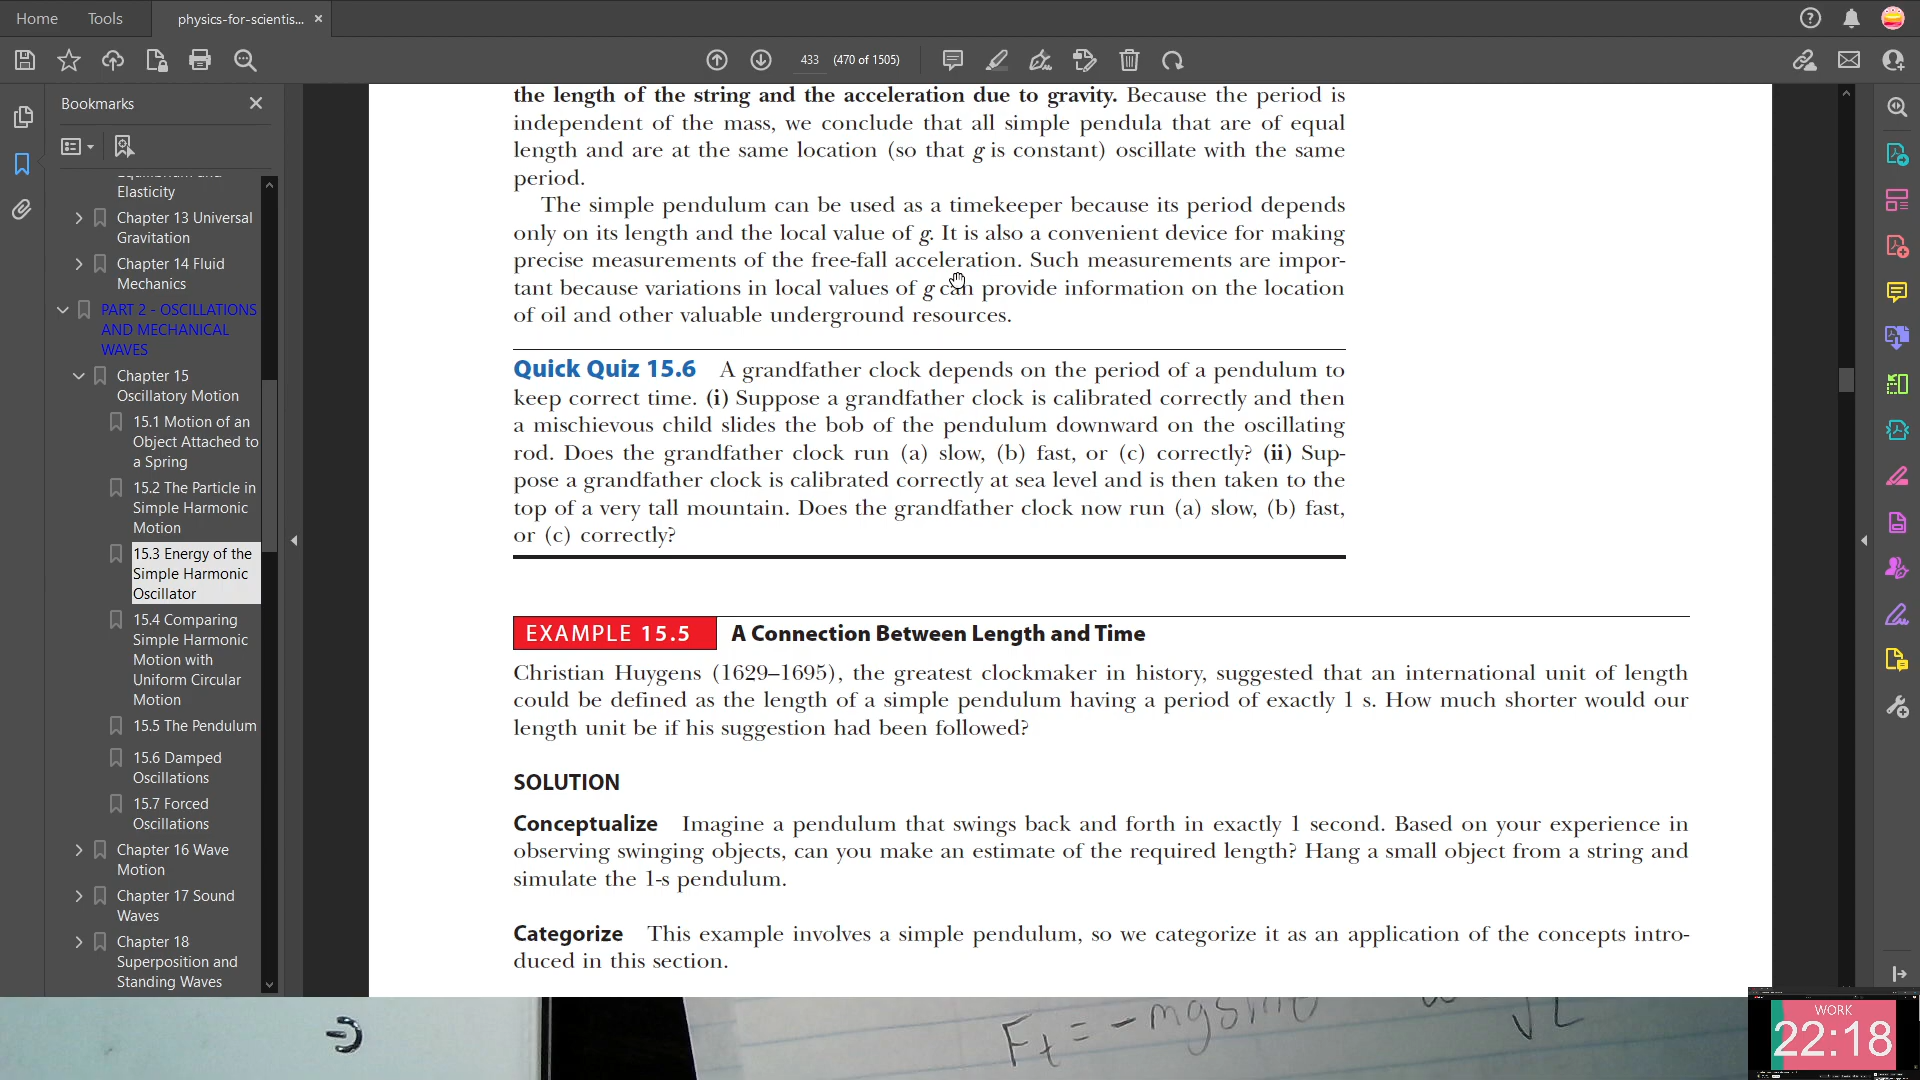 Home
Tools
physics-for-scientis...
433 (470 of 1505)
Bookmarks
Elasticity
Chapter 13 Universal
Gravitation
Chapter 14 Fluid
Mechanics
PART 2 - OSCILLATIONS
AND MECHANICAL
WAVES
Chapter 15
Oscillatory Motion
15.1 Motion of an
Object Attached to
a Spring
15.2 The Particle in
Simple Harmonic
Motion
15.3 Energy of the
Simple Harmonic
Oscillator
15.4 Comparing
Simple Harmonic
Motion with
Uniform Circular
Motion
15.5 The Pendulum
15.6 Damped
Oscillations
15.7 Forced
Oscillations
Chapter 16 Wave
Motion
Chapter 17 Sound
Waves
Chapter 18
Superposition and
Standing Waves
the length of the string and the acceleration due to gravity. Because the period is
independent of the mass, we conclude that all simple pendula that are of equal
length and are at the same location (so that g is constant) oscillate with the same
period.
The simple pendulum can be used as a timekeeper because its period depends
only on its length and the local value of g. It is also a convenient device for making
precise measurements of the free-fall acceleration. Such measurements are impor-
tant because variations in local values of g can provide information on the location
of oil and other valuable underground resources.
Quick Quiz 15.6 A grandfather clock depends on the period of a pendulum to
keep correct time. (i) Suppose a grandfather clock is calibrated correctly and then
a mischievous child slides the bob of the pendulum downward on the oscillating
rod. Does the grandfather clock run (a) slow, (b) fast, or (c) correctly? (ii) Sup-
pose a grandfather clock is calibrated correctly at sea level and is then taken to the
top of a very tall mountain. Does the grandfather clock now run (a) slow, (b) fast,
or (c) correctly?
EXAMPLE 15.5 A Connection Between Length and Time
Christian Huygens (1629–1695), the greatest clockmaker in history, suggested that an international unit of length
could be defined as the length of a simple pendulum having a period of exactly 1 s. How much shorter would our
length unit be if his suggestion had been followed?
SOLUTION
Conceptualize Imagine a pendulum that swings back and forth in exactly 1 second. Based on your experience in
observing swinging objects, can you make an estimate of the required length? Hang a small object from a string and
simulate the 1-s pendulum.
Categorize This example involves a simple pendulum, so we categorize it as an application of the concepts intro-
duced in this section.
Ft = -mgsinθ
WORK
22:18